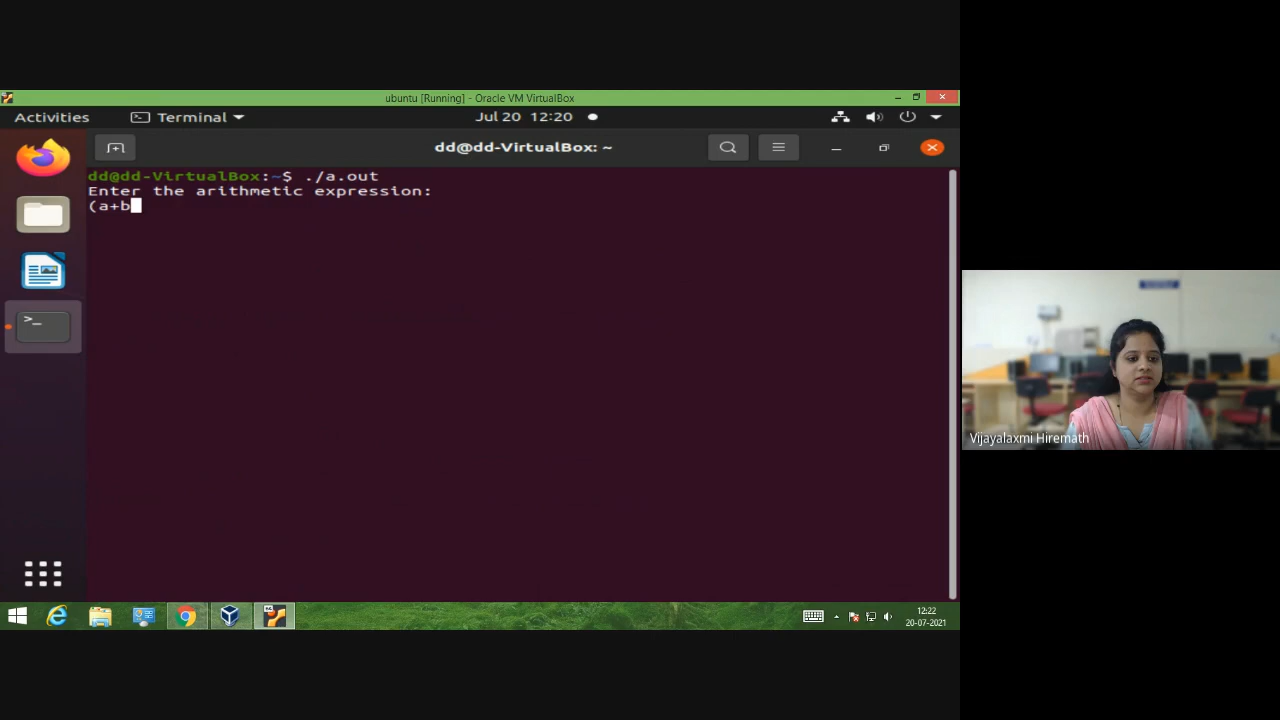 ubuntu [Running] - Oracle VM VirtualBox
Activities
Terminal
Jul 20 12:20
dd@dd-VirtualBox: ~
dd@dd-VirtualBox:~$ ./a.out
Enter the arithmetic expression:
(a+b
>_
Vijayalaxmi Hiremath
12:22
20-07-2021